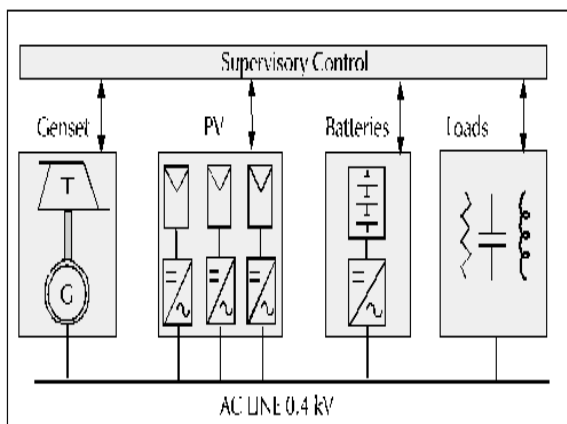 Supervisory Control
Genset PV Batteries Loads
T
G
AC LINE 0.4 kV